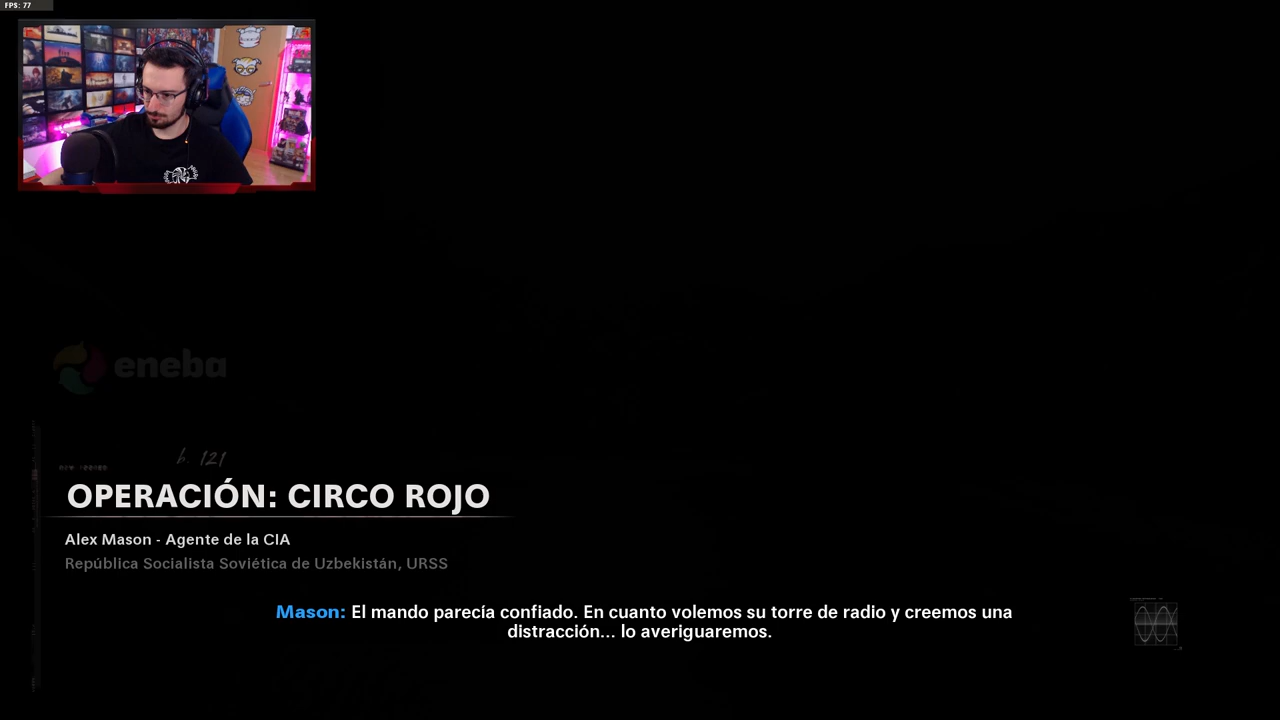 FPS: 77
eneba
b. 121
OPERACIÓN: CIRCO ROJO
Alex Mason - Agente de la CIA
República Socialista Soviética de Uzbekistán, URSS
Mason: El mando parecía confiado. En cuanto volemos su torre de radio y creemos una
distracción... lo averiguaremos.